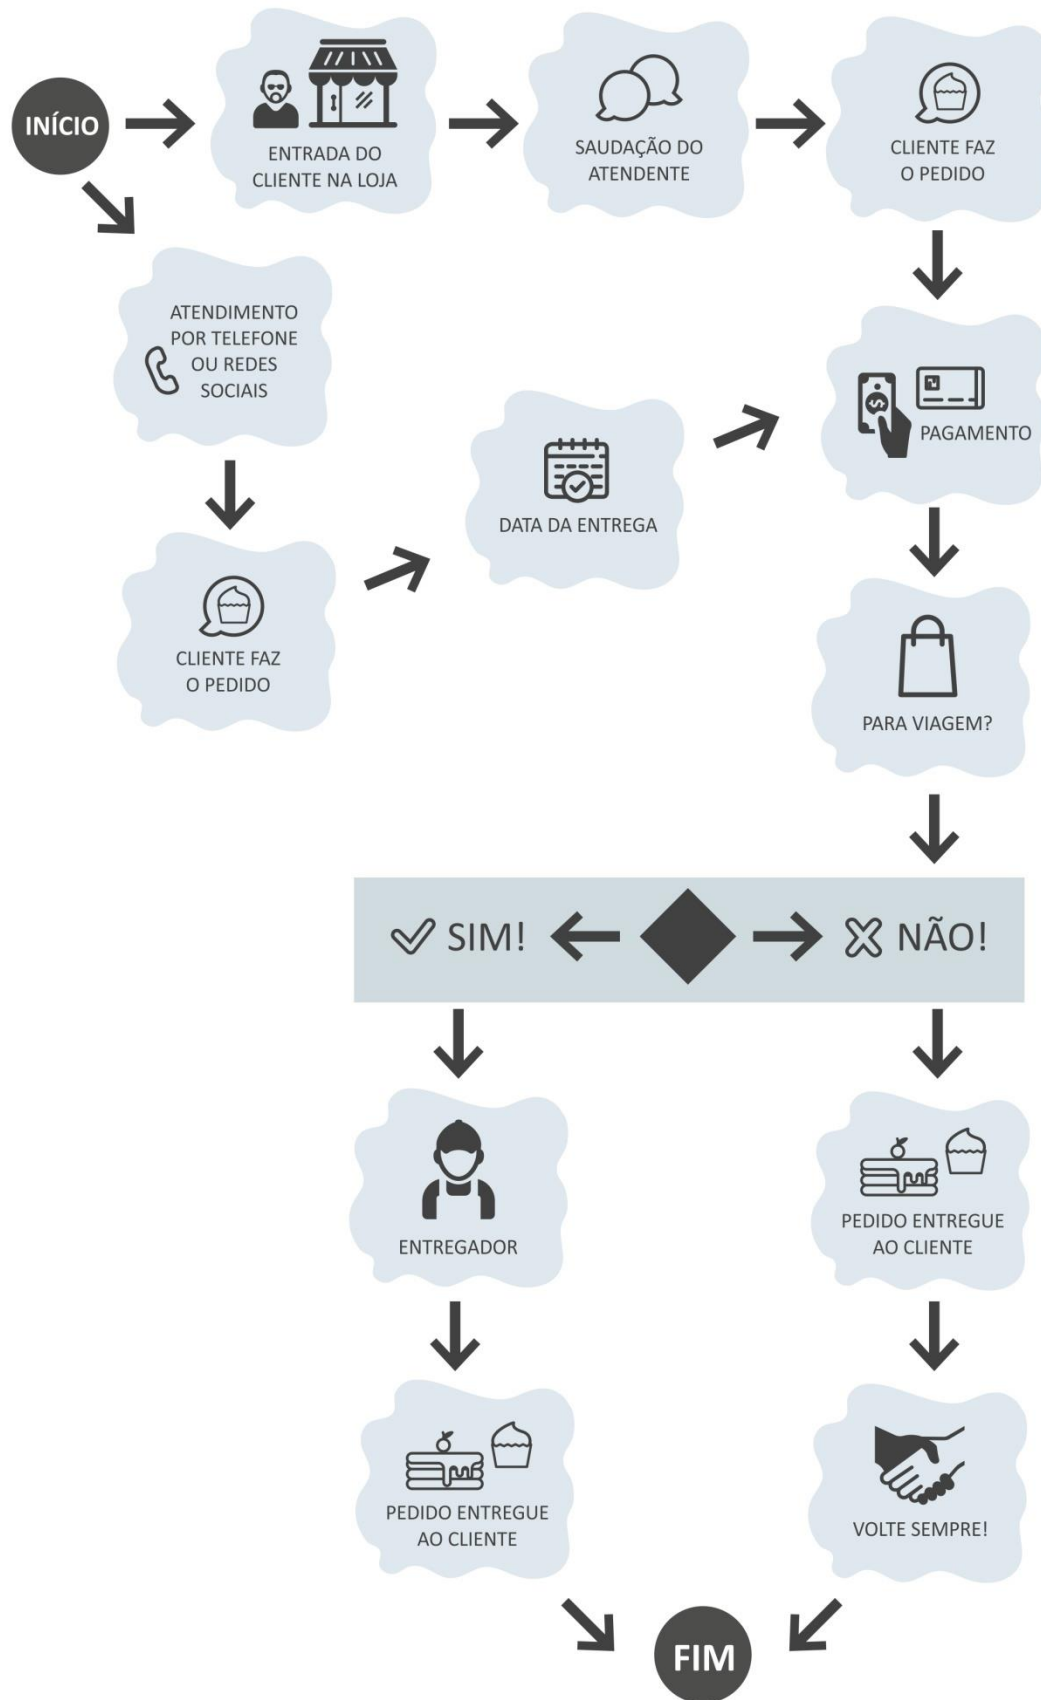 INÍCIO
ENTRADA DO
CLIENTE NA LOJA
SAUDAÇÃO DO
ATENDENTE
CLIENTE FAZ
O PEDIDO
ATENDIMENTO
POR TELEFONE
OU REDES
SOCIAIS
PAGAMENTO
DATA DA ENTREGA
CLIENTE FAZ
O PEDIDO
PARA VIAGEM?
SIM!
NÃO!
ENTREGADOR
PEDIDO ENTREGUE
AO CLIENTE
PEDIDO ENTREGUE
AO CLIENTE
VOLTE SEMPRE!
FIM